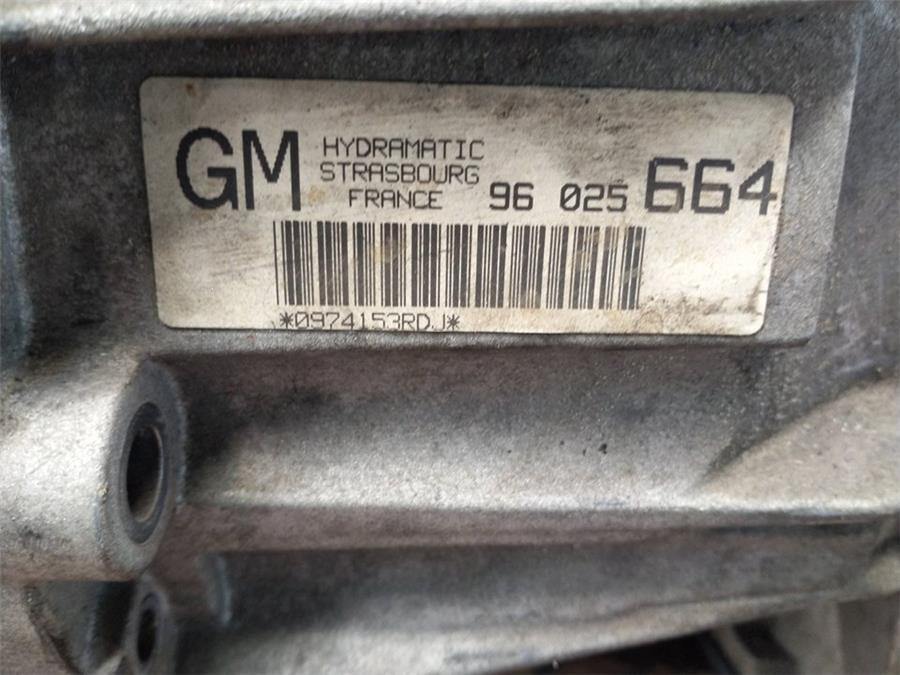 GM HYDRAMATIC
STRASBOURG
FRANCE 96 025 664
*0974153RDJ*